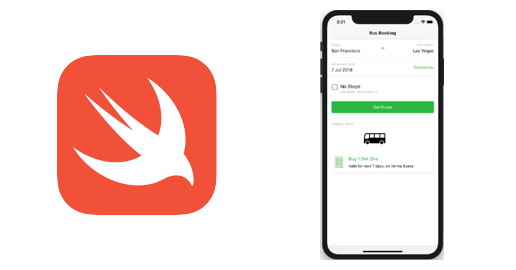 3:21
Bus Booking
San Francisco
Las Vegas
7 Jul 2018
Tomorrow
No Stops
Get Buses
Buy 1 Get One
Valid for next 7 days, on Volvo Buses